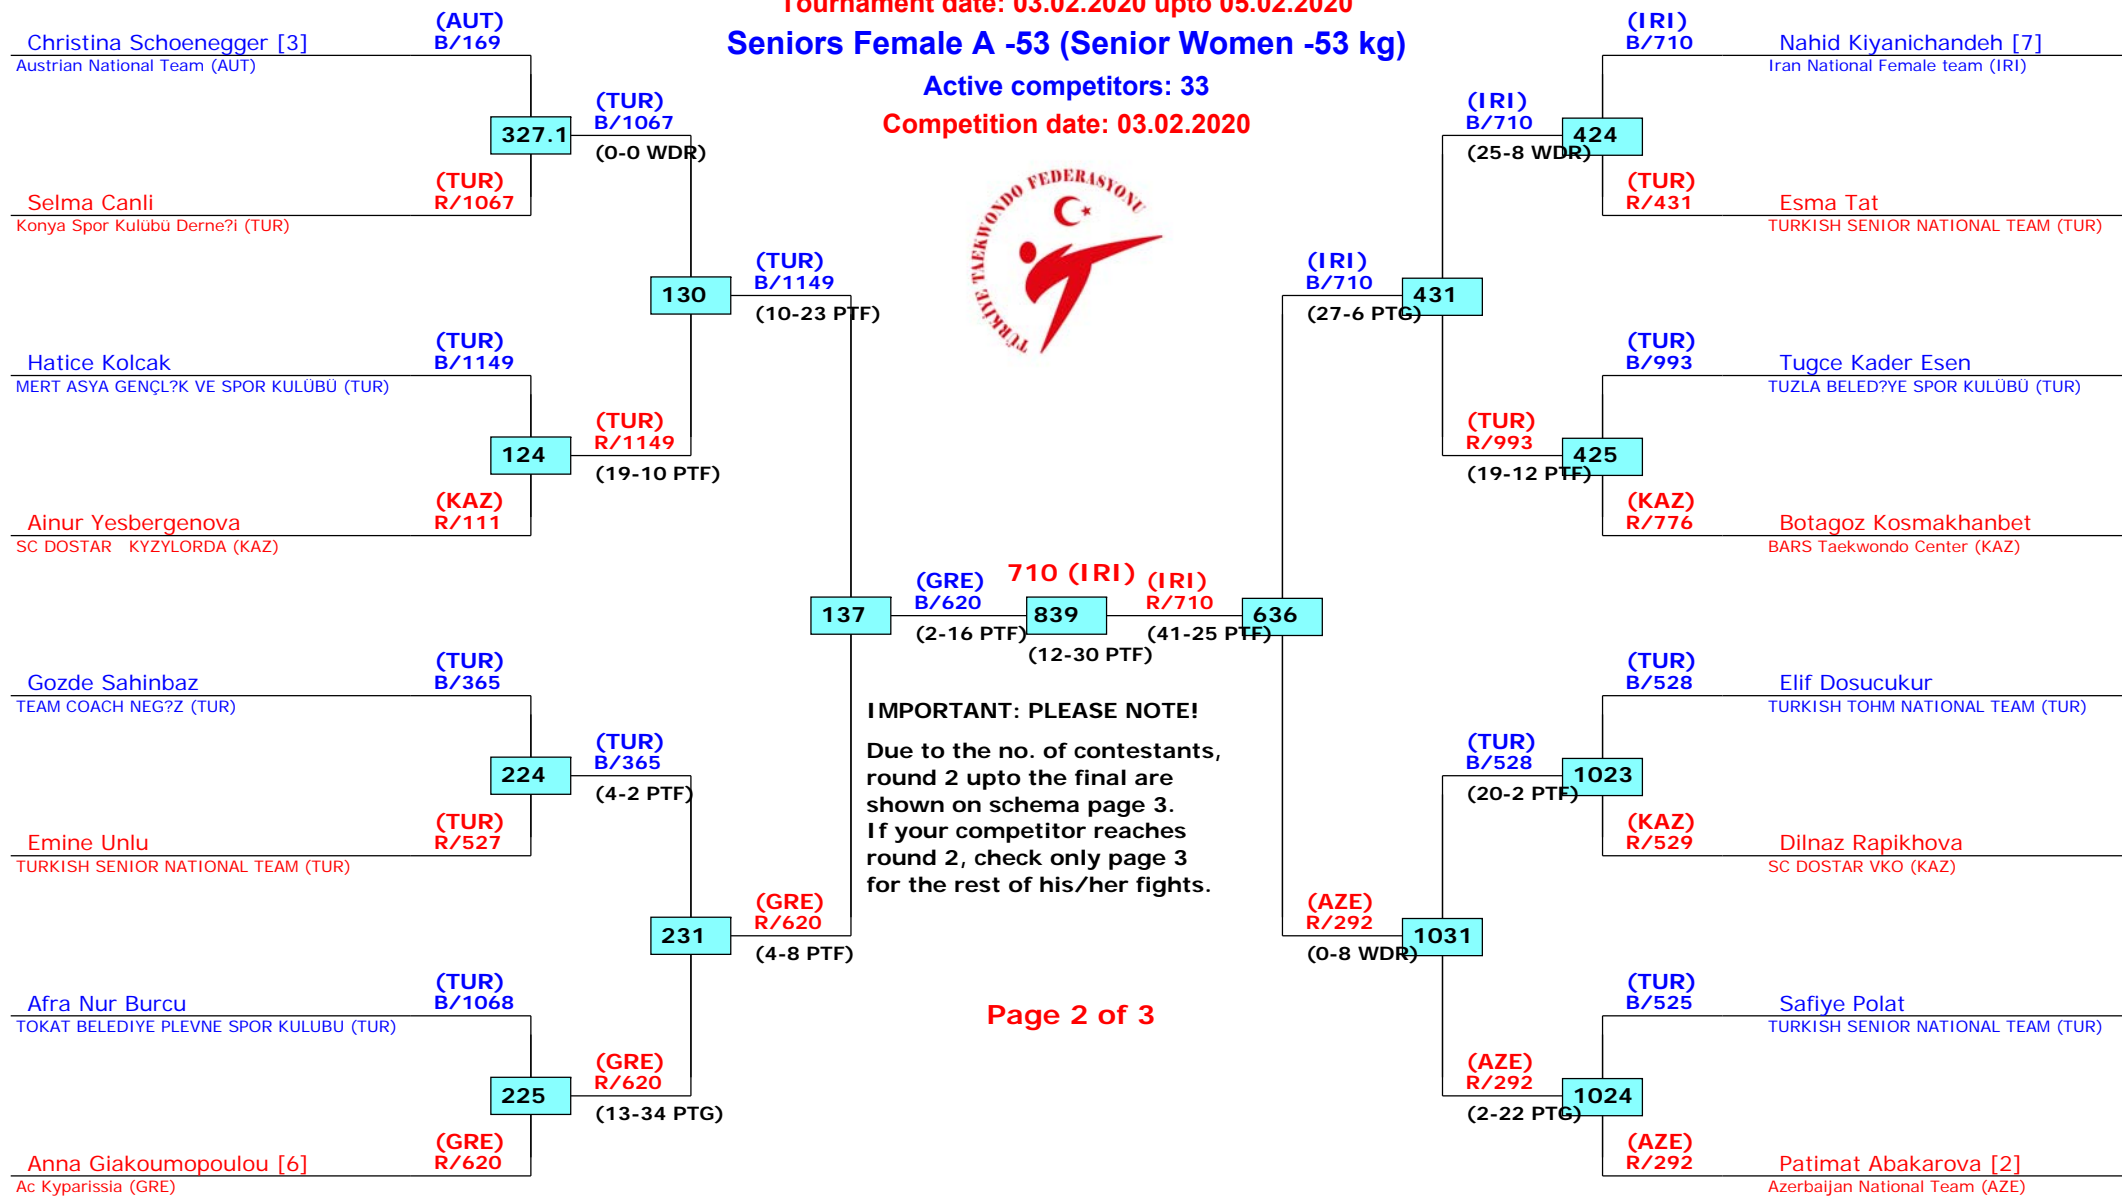 Tournament date: 03.02.2020 upto 05.02.2020
Seniors Female A -53 (Senior Women -53 kg)
Active competitors: 33
Competition date: 03.02.2020
TÜRKİYE TAEKWONDO FEDERASYONU
Christina Schoenegger [3]
(AUT)
B/169
Austrian National Team (AUT)
327.1
(TUR)
B/1067
(0-0 WDR)
Selma Canli
(TUR)
R/1067
Konya Spor Kulübü Derne?i (TUR)
130
(TUR)
B/1149
(10-23 PTF)
Hatice Kolcak
(TUR)
B/1149
MERT ASYA GENÇL?K VE SPOR KULÜBÜ (TUR)
124
(TUR)
R/1149
(19-10 PTF)
Ainur Yesbergenova
(KAZ)
R/111
SC DOSTAR KYZYLORDA (KAZ)
137
(GRE)
B/620
(2-16 PTF)
710 (IRI)
839
(12-30 PTF)
(IRI)
R/710
(41-25 PTF)
636
Gozde Sahinbaz
(TUR)
B/365
TEAM COACH NEG?Z (TUR)
224
(TUR)
B/365
(4-2 PTF)
Emine Unlu
(TUR)
R/527
TURKISH SENIOR NATIONAL TEAM (TUR)
231
(GRE)
R/620
(4-8 PTF)
Afra Nur Burcu
(TUR)
B/1068
TOKAT BELEDIYE PLEVNE SPOR KULUBU (TUR)
225
(GRE)
R/620
(13-34 PTG)
Anna Giakoumopoulou [6]
(GRE)
R/620
Ac Kyparissia (GRE)
IMPORTANT: PLEASE NOTE!
Due to the no. of contestants,
round 2 upto the final are
shown on schema page 3.
If your competitor reaches
round 2, check only page 3
for the rest of his/her fights.
Page 2 of 3
(IRI)
B/710
Nahid Kiyanichandeh [7]
Iran National Female team (IRI)
(IRI)
B/710
(25-8 WDR)
424
(TUR)
R/431
Esma Tat
TURKISH SENIOR NATIONAL TEAM (TUR)
(IRI)
B/710
(27-6 PTG)
431
(TUR)
B/993
Tugce Kader Esen
TUZLA BELED?YE SPOR KULÜBÜ (TUR)
(TUR)
R/993
(19-12 PTF)
425
(KAZ)
R/776
Botagoz Kosmakhanbet
BARS Taekwondo Center (KAZ)
(TUR)
B/528
Elif Dosucukur
TURKISH TOHM NATIONAL TEAM (TUR)
(TUR)
B/528
(20-2 PTF)
1023
(KAZ)
R/529
Dilnaz Rapikhova
SC DOSTAR VKO (KAZ)
(AZE)
R/292
(0-8 WDR)
1031
(TUR)
B/525
Safiye Polat
TURKISH SENIOR NATIONAL TEAM (TUR)
(AZE)
R/292
(2-22 PTG)
1024
(AZE)
R/292
Patimat Abakarova [2]
Azerbaijan National Team (AZE)